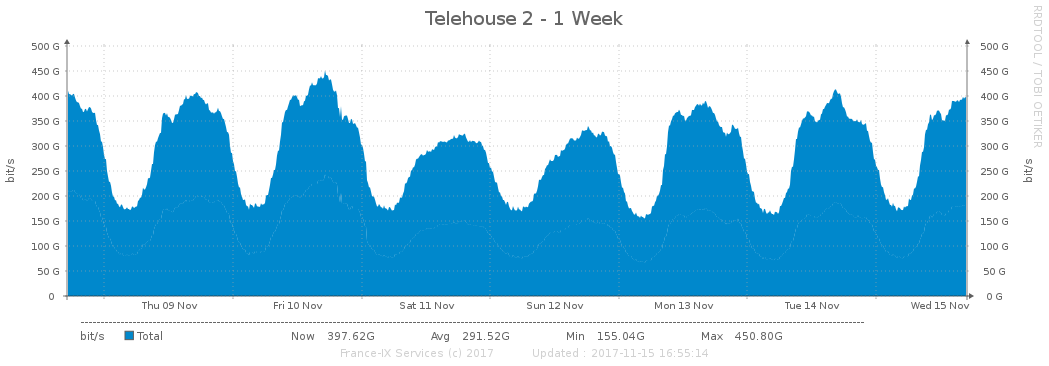 Telehouse 2 - 1 Week
RRDTOOL / TOBI OETIKER
500 G 500 G
450 G 450 G
400 G 400 G
350 G 350 G
300 G 300 G
250 G 250 G
200 G 200 G
150 G 150 G
100 G 100 G
50 G 50 G
0 0 G
bit/s
bit/s
Thu 09 Nov Fri 10 Nov Sat 11 Nov Sun 12 Nov Mon 13 Nov Tue 14 Nov Wed 15 Nov
bit/s Total Now 397.62G Avg 291.52G Min 155.04G Max 450.80G
France-IX Services (c) 2017 Updated : 2017-11-15 16:55:14